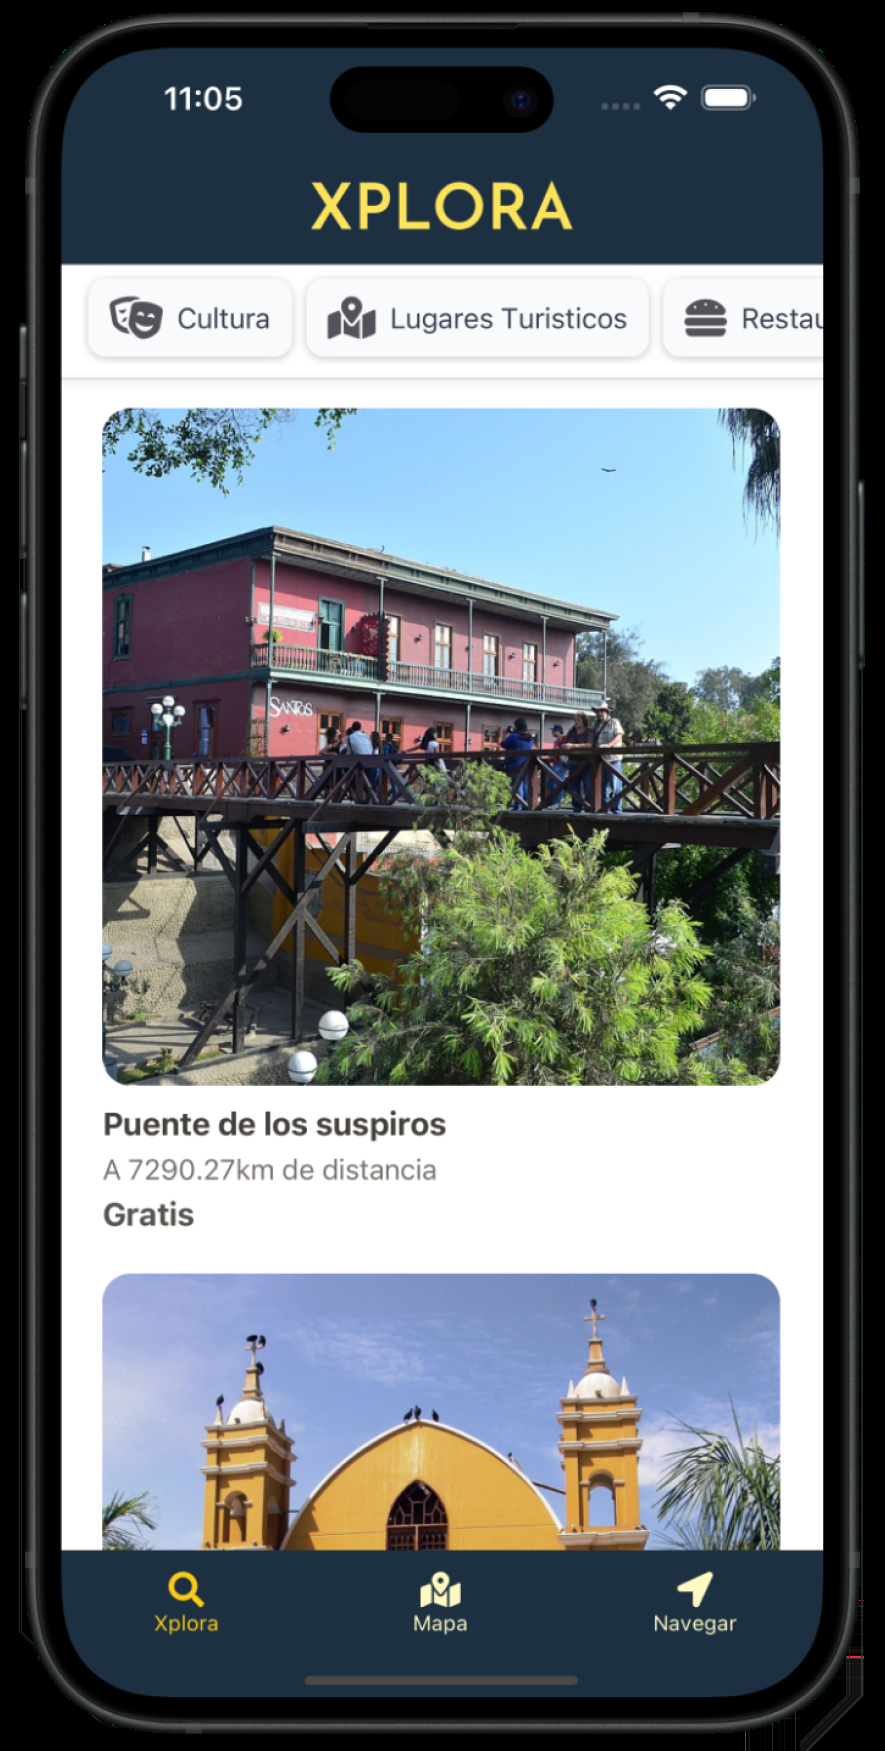 11:05
XPLORA
Cultura
Lugares Turisticos
Restau
SANTOS
Puente de los suspiros
A 7290.27km de distancia
Gratis
Xplora
Mapa
Navegar